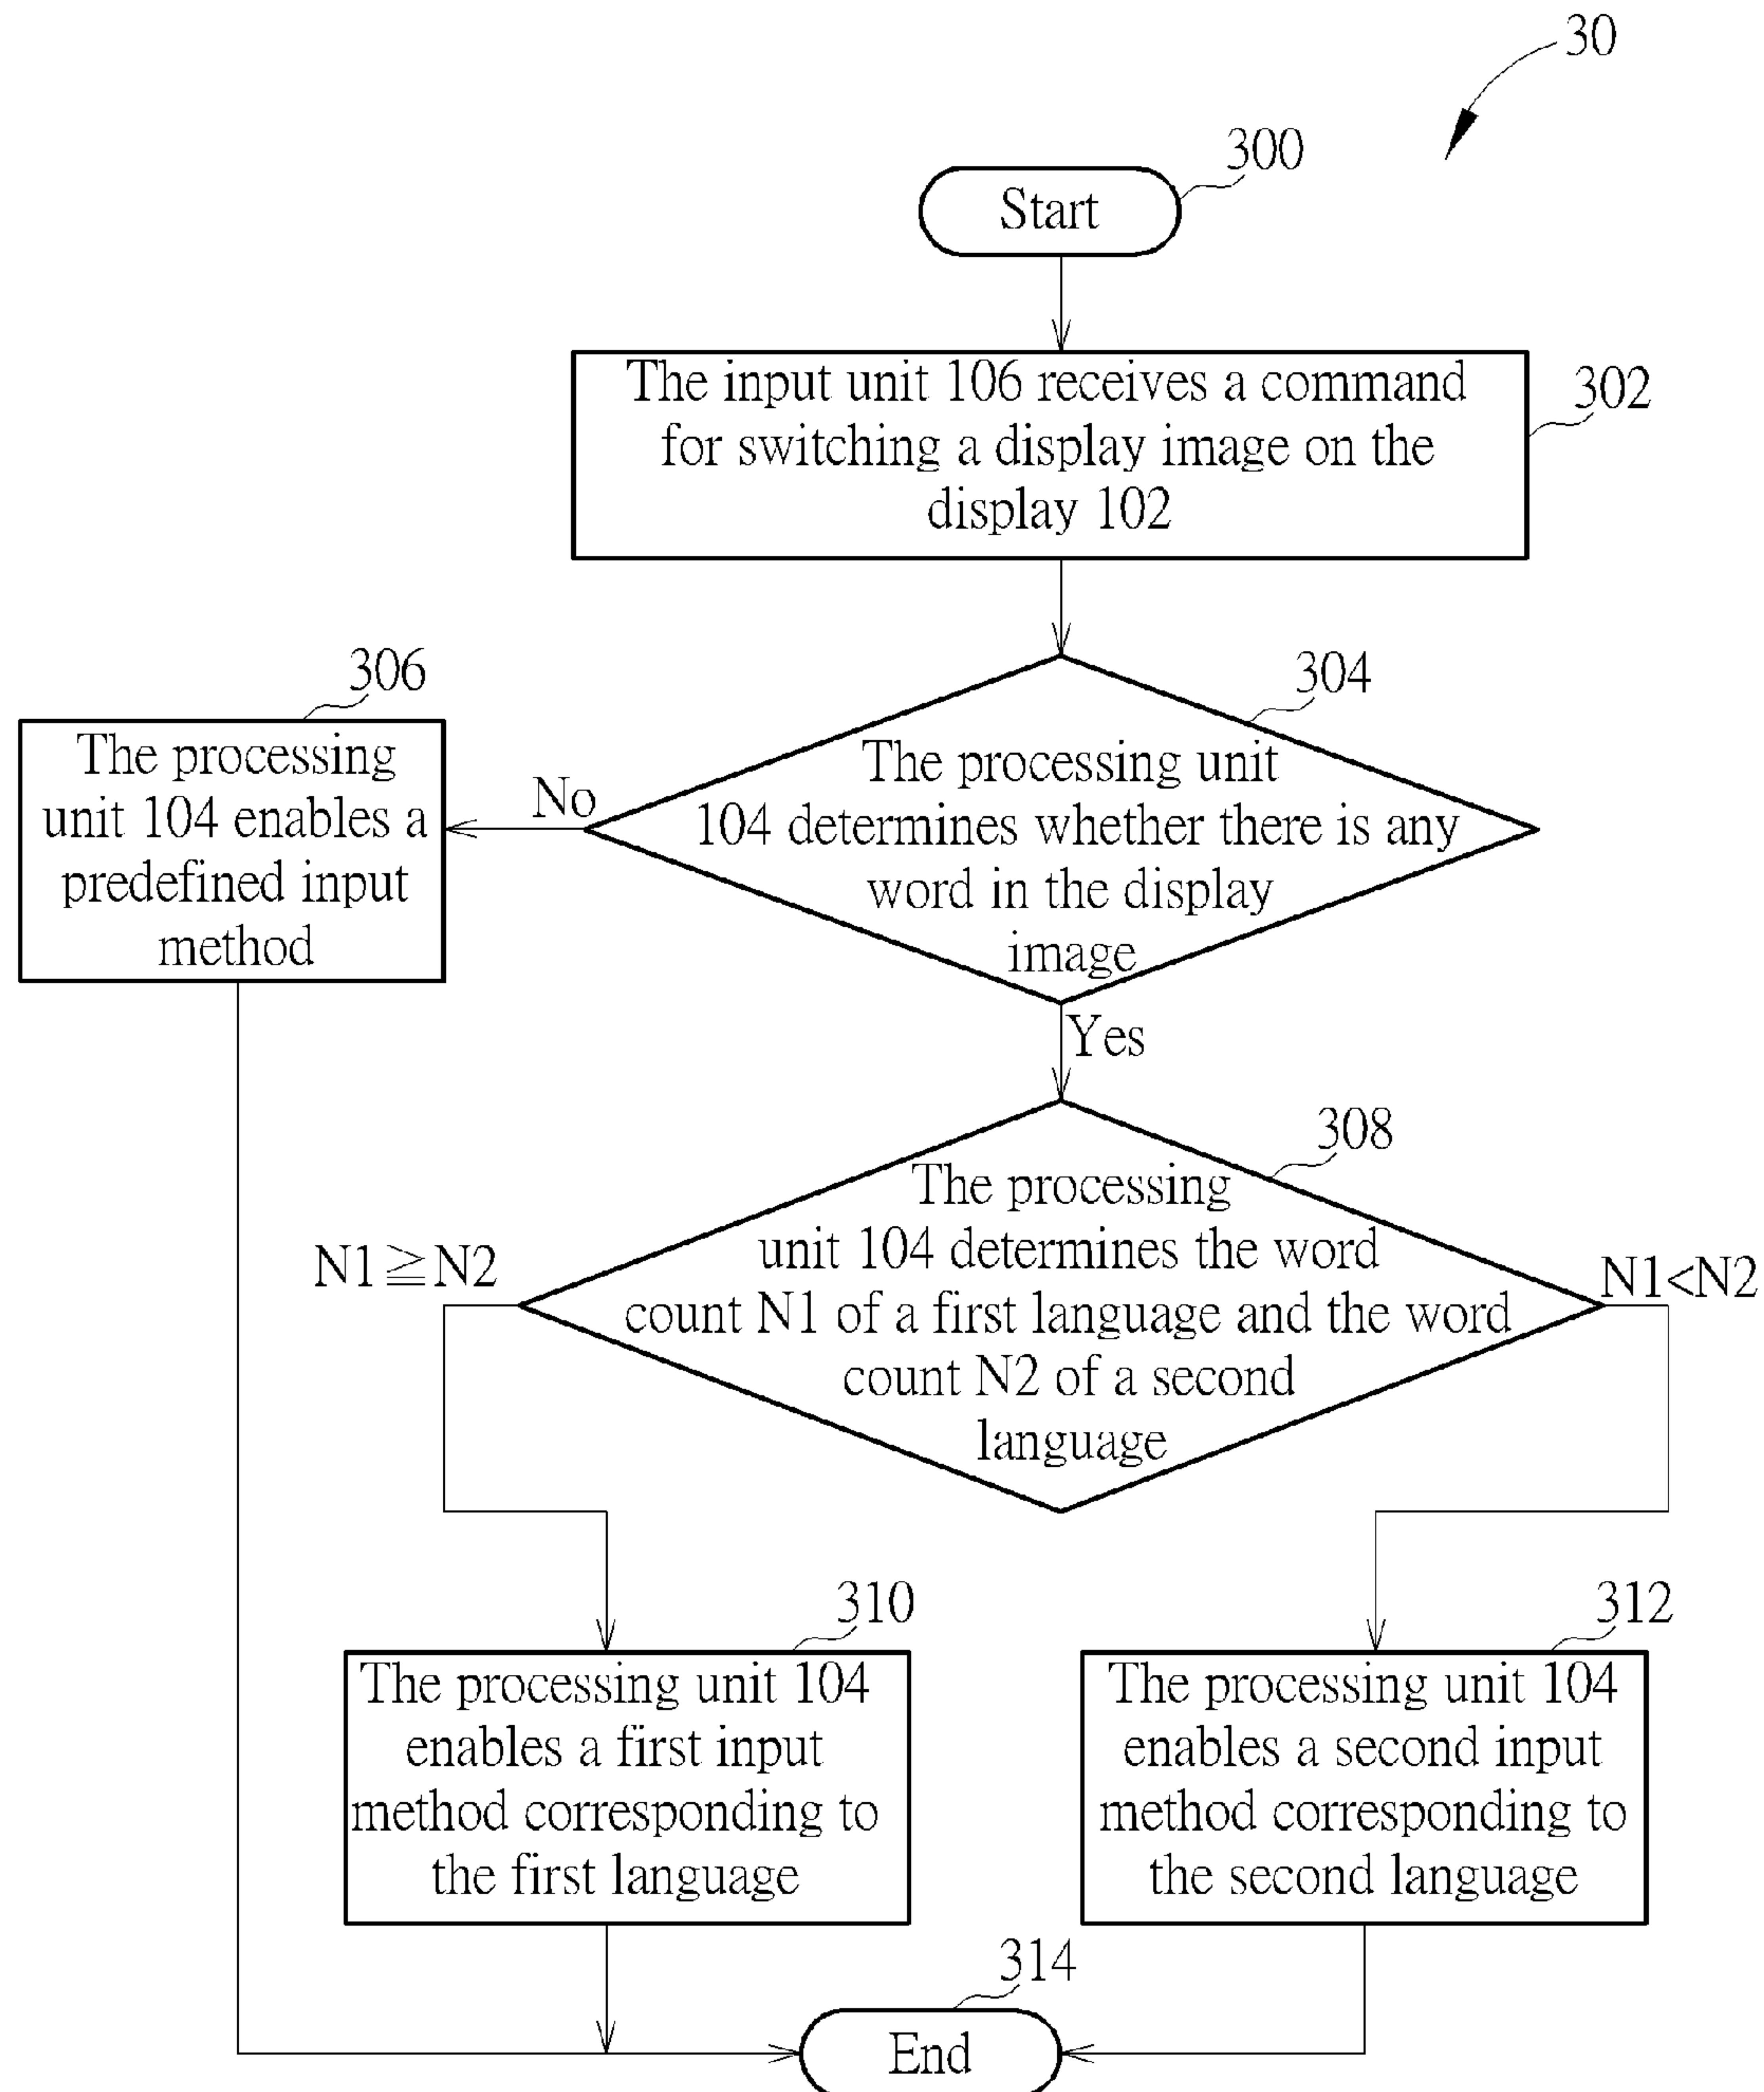 30
300
Start
302
The input unit 106 receives a command
for switching a display image on the
display 102
304
The processing unit
104 determines whether there is any
word in the display
image
No
306
The processing
unit 104 enables a
predefined input
method
Yes
308
The processing
unit 104 determines the word
count N1 of a first language and the word
count N2 of a second
language
N1≧N2
N1<N2
310
The processing unit 104
enables a first input
method corresponding to
the first language
312
The processing unit 104
enables a second input
method corresponding to
the second language
314
End